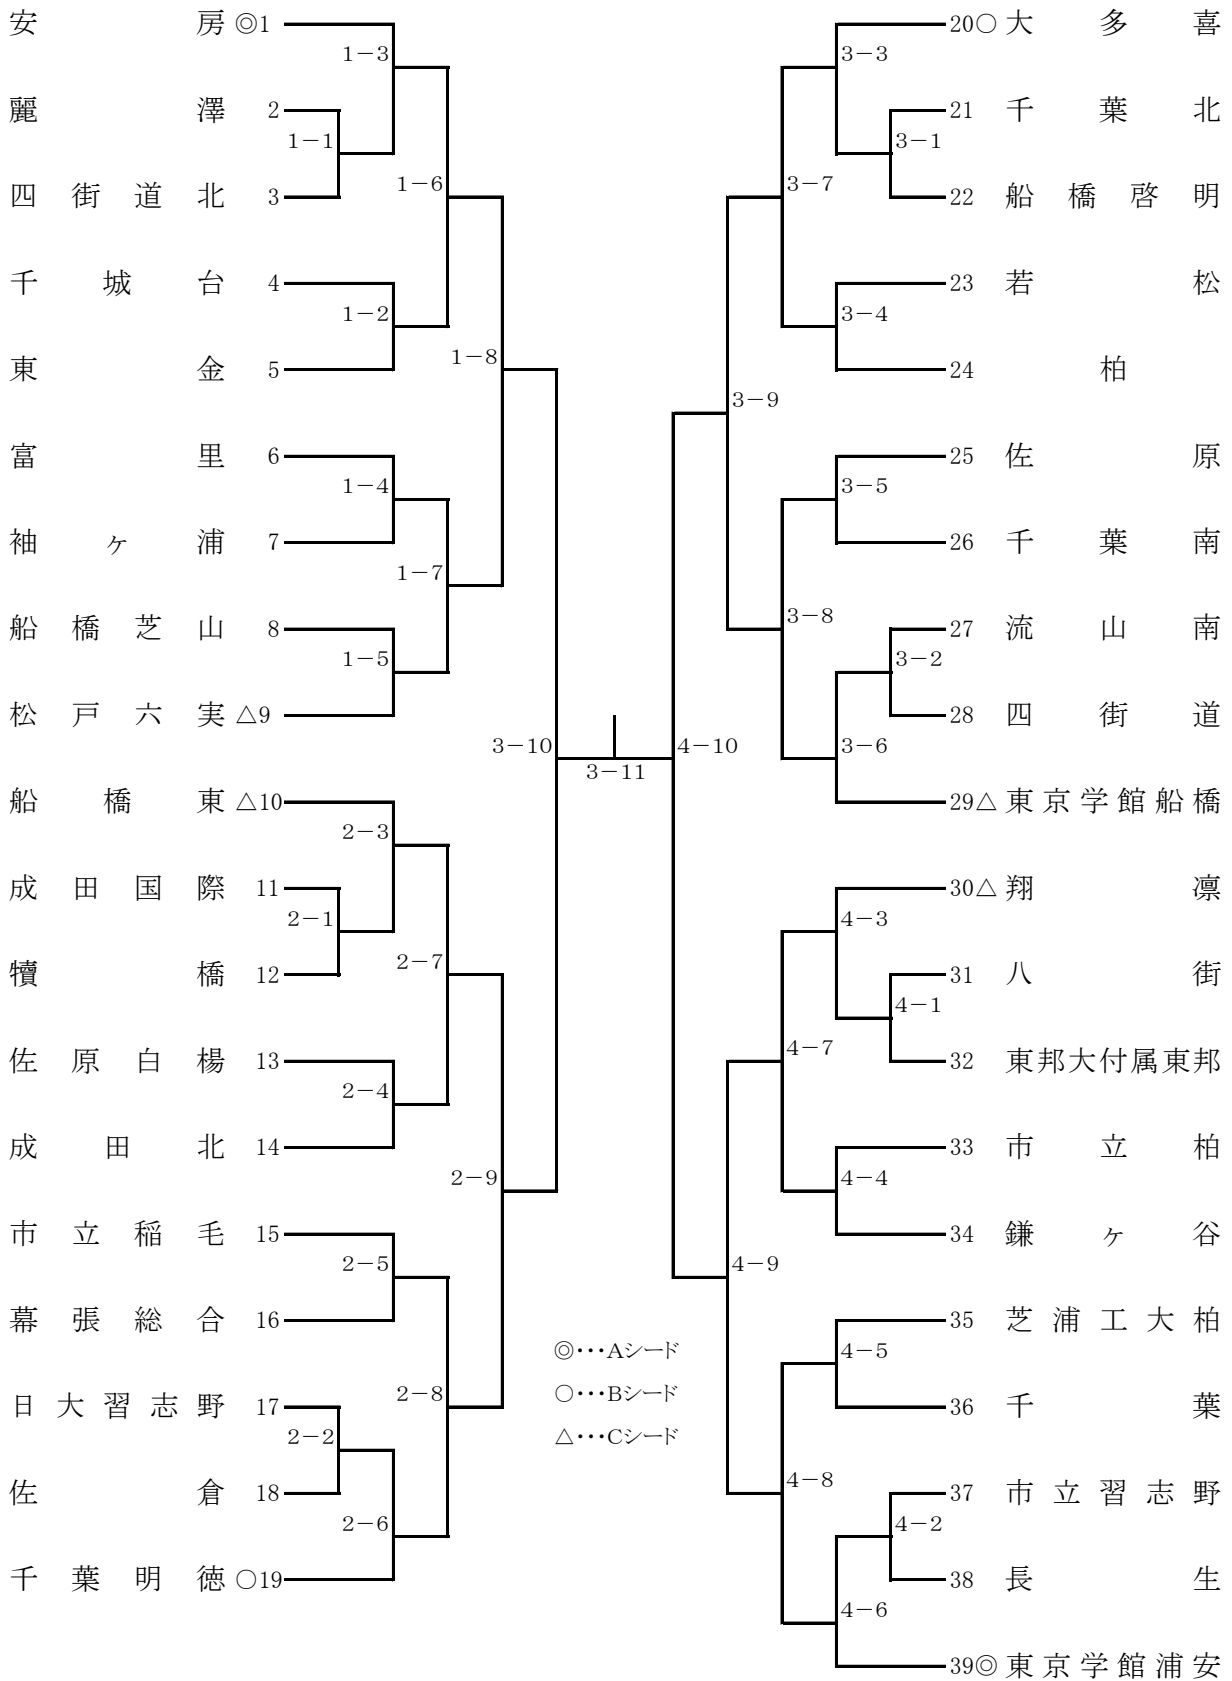 安房 ◎1
1－3
麗澤 2
1－1
四街道北 3
1－6
千城台 4
1－2
東金 5
1－8
富里 6
1－4
袖ヶ浦 7
1－7
船橋芝山 8
1－5
松戸六実 △9
3－10
船橋東 △10
2－3
成田国際 11
2－1
犢橋 12
2－7
佐原白楊 13
2－4
成田北 14
2－9
市立稲毛 15
2－5
幕張総合 16
2－8
日大習志野 17
2－2
佐倉 18
2－6
千葉明徳 ○19
3－11
◎･･･Aシード
○･･･Bシード
△･･･Cシード
20○ 大多喜
3－3
21 千葉北
3－1
22 船橋啓明
3－7
23 若松
3－4
24 柏
3－9
25 佐原
3－5
26 千葉南
3－8
27 流山南
3－2
28 四街道
3－6
4－10
29△ 東京学館船橋
30△ 翔凛
4－3
31 八街
4－1
32 東邦大付属東邦
4－7
33 市立柏
4－4
34 鎌ヶ谷
4－9
35 芝浦工大柏
4－5
36 千葉
4－8
37 市立習志野
4－2
38 長生
4－6
39◎ 東京学館浦安